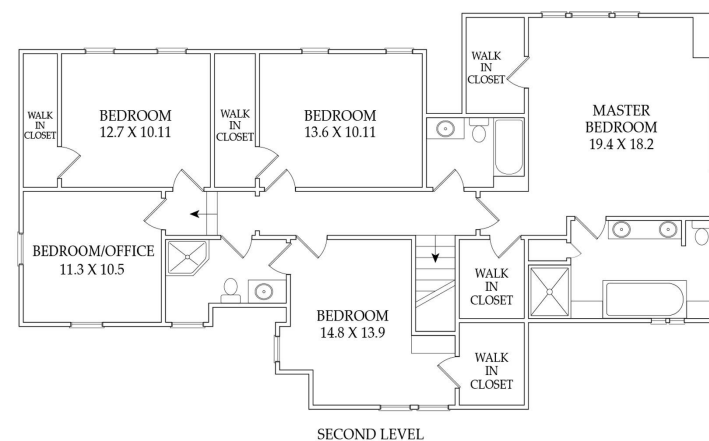 WALK
IN
CLOSET
BEDROOM
12.7 X 10.11
WALK
IN
CLOSET
BEDROOM
13.6 X 10.11
WALK
IN
CLOSET
MASTER
BEDROOM
19.4 X 18.2
BEDROOM/OFFICE
11.3 X 10.5
BEDROOM
14.8 X 13.9
WALK
IN
CLOSET
WALK
IN
CLOSET
SECOND LEVEL